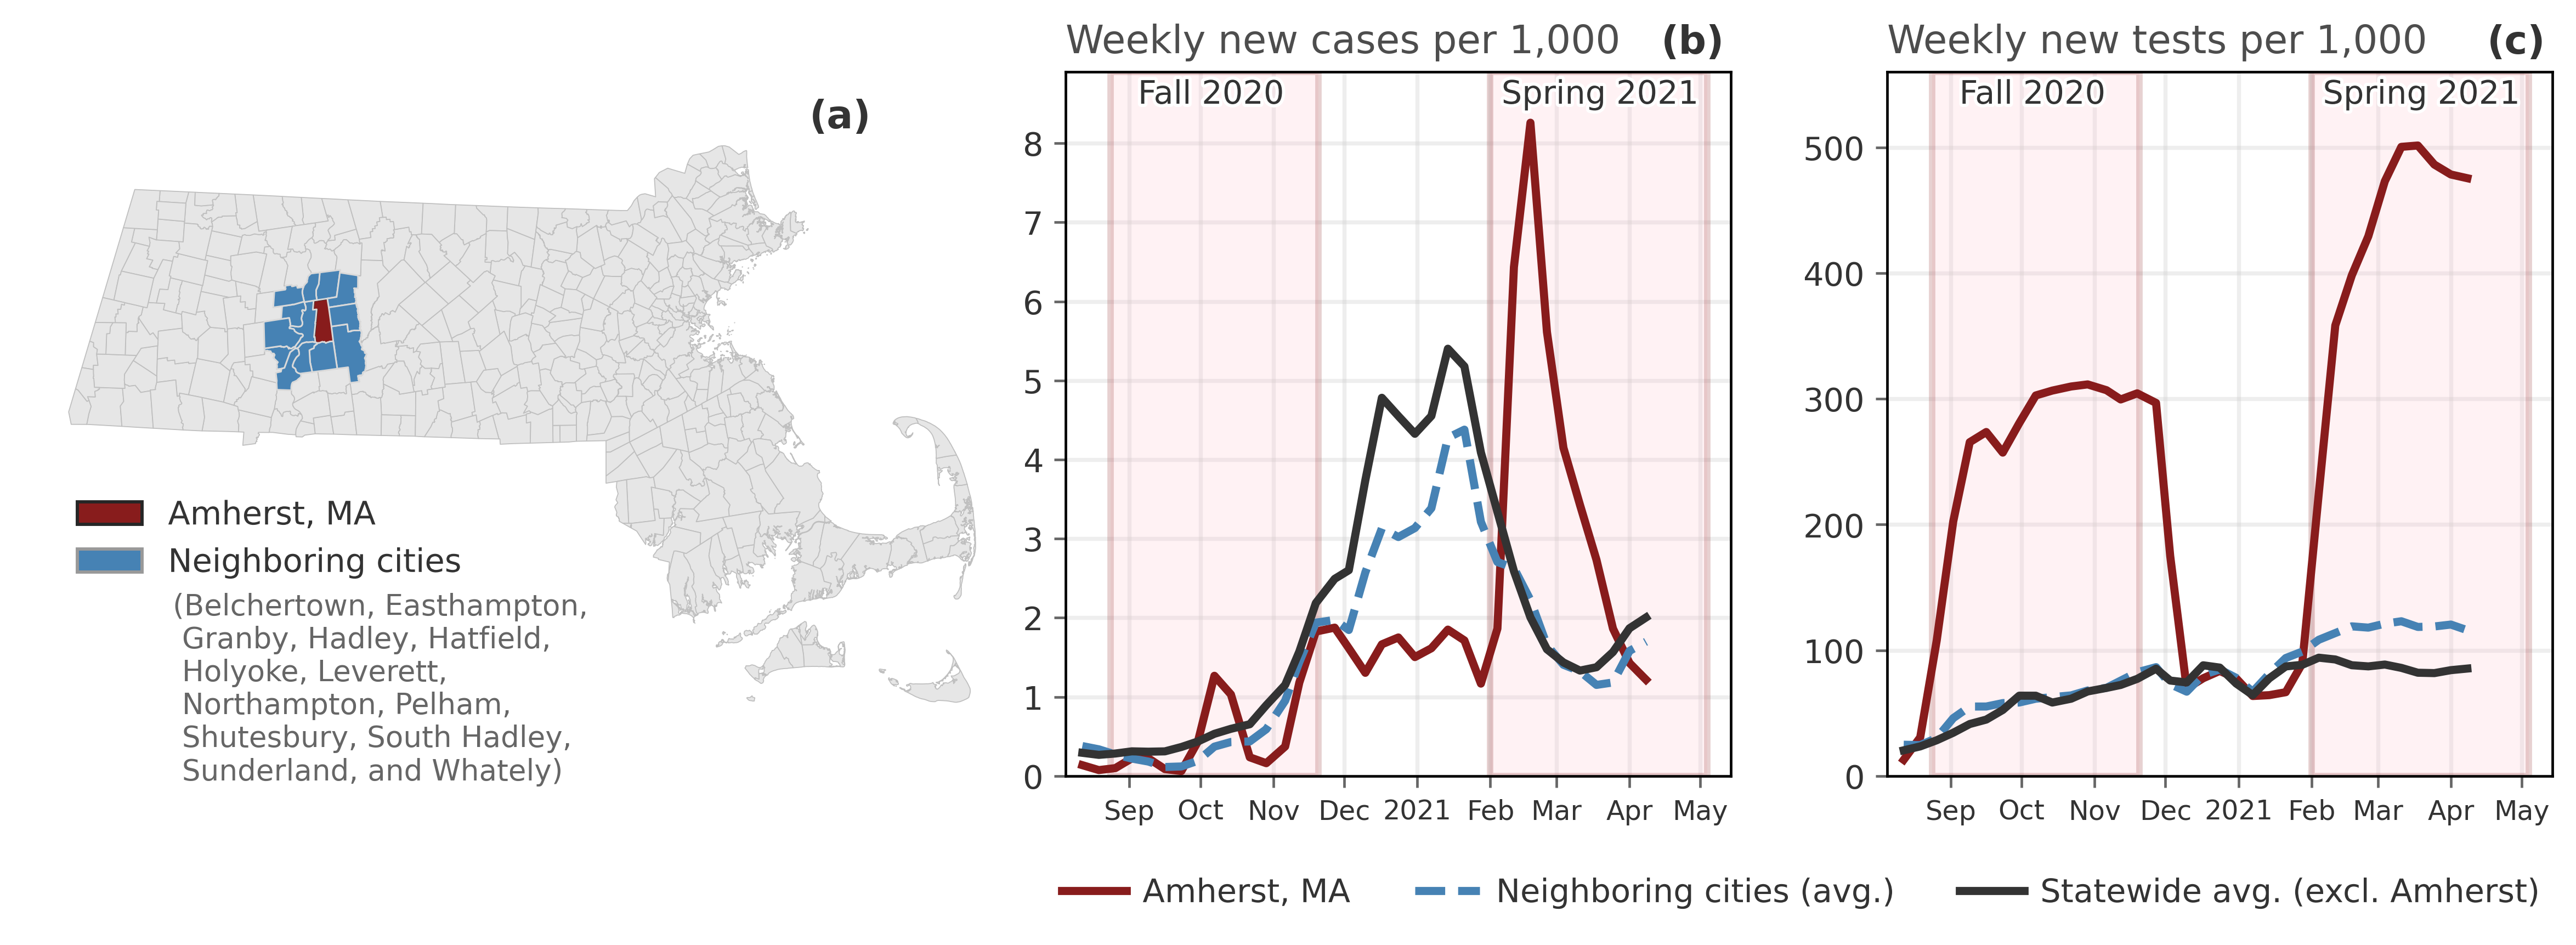 (a)
Amherst, MA
Neighboring cities
(Belchertown, Easthampton,
Granby, Hadley, Hatfield,
Holyoke, Leverett,
Northampton, Pelham,
Shutesbury, South Hadley,
Sunderland, and Whately)
Weekly new cases per 1,000 (b)
Fall 2020 Spring 2021
8
7
6
5
4
3
2
1
0
Sep Oct Nov Dec 2021 Feb Mar Apr May
Weekly new tests per 1,000 (c)
Fall 2020 Spring 2021
500
400
300
200
100
0
Sep Oct Nov Dec 2021 Feb Mar Apr May
Amherst, MA Neighboring cities (avg.) Statewide avg. (excl. Amherst)